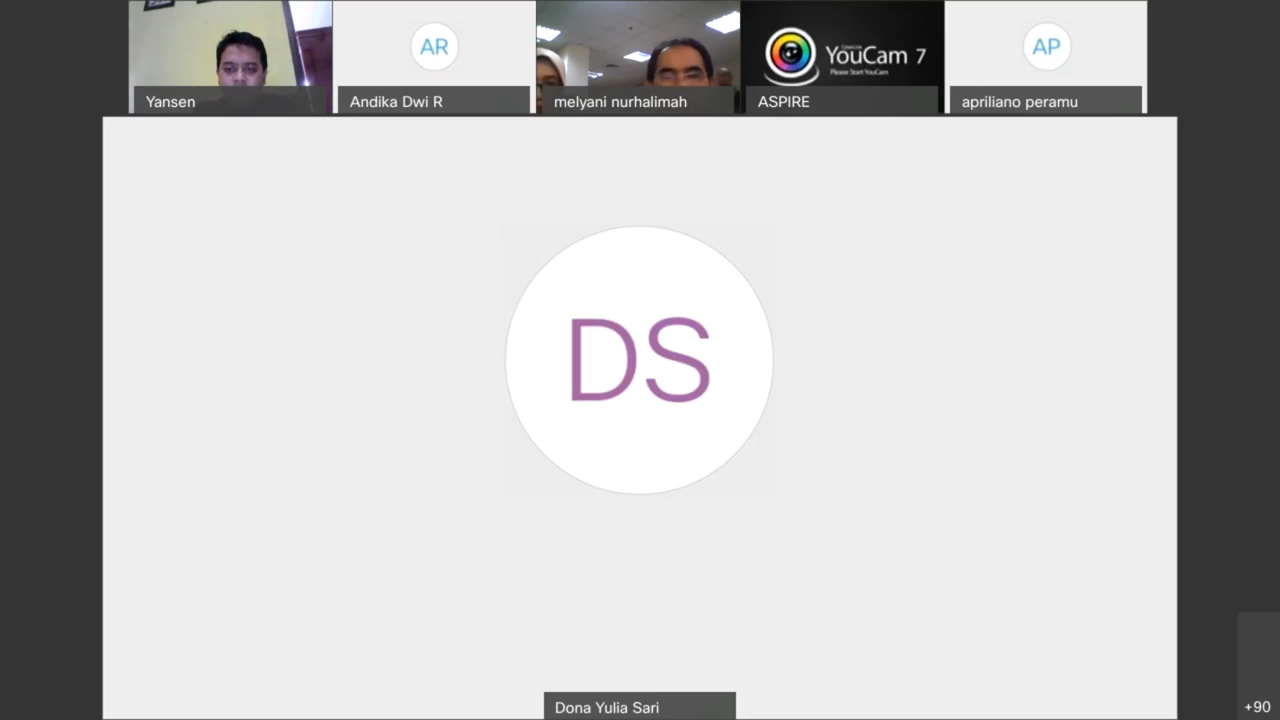 AR
AP
YouCam 7
Please Start YouCam
Yansen
Andika Dwi R
melyani nurhalimah
ASPIRE
apriliano peramu
DS
Dona Yulia Sari
+90